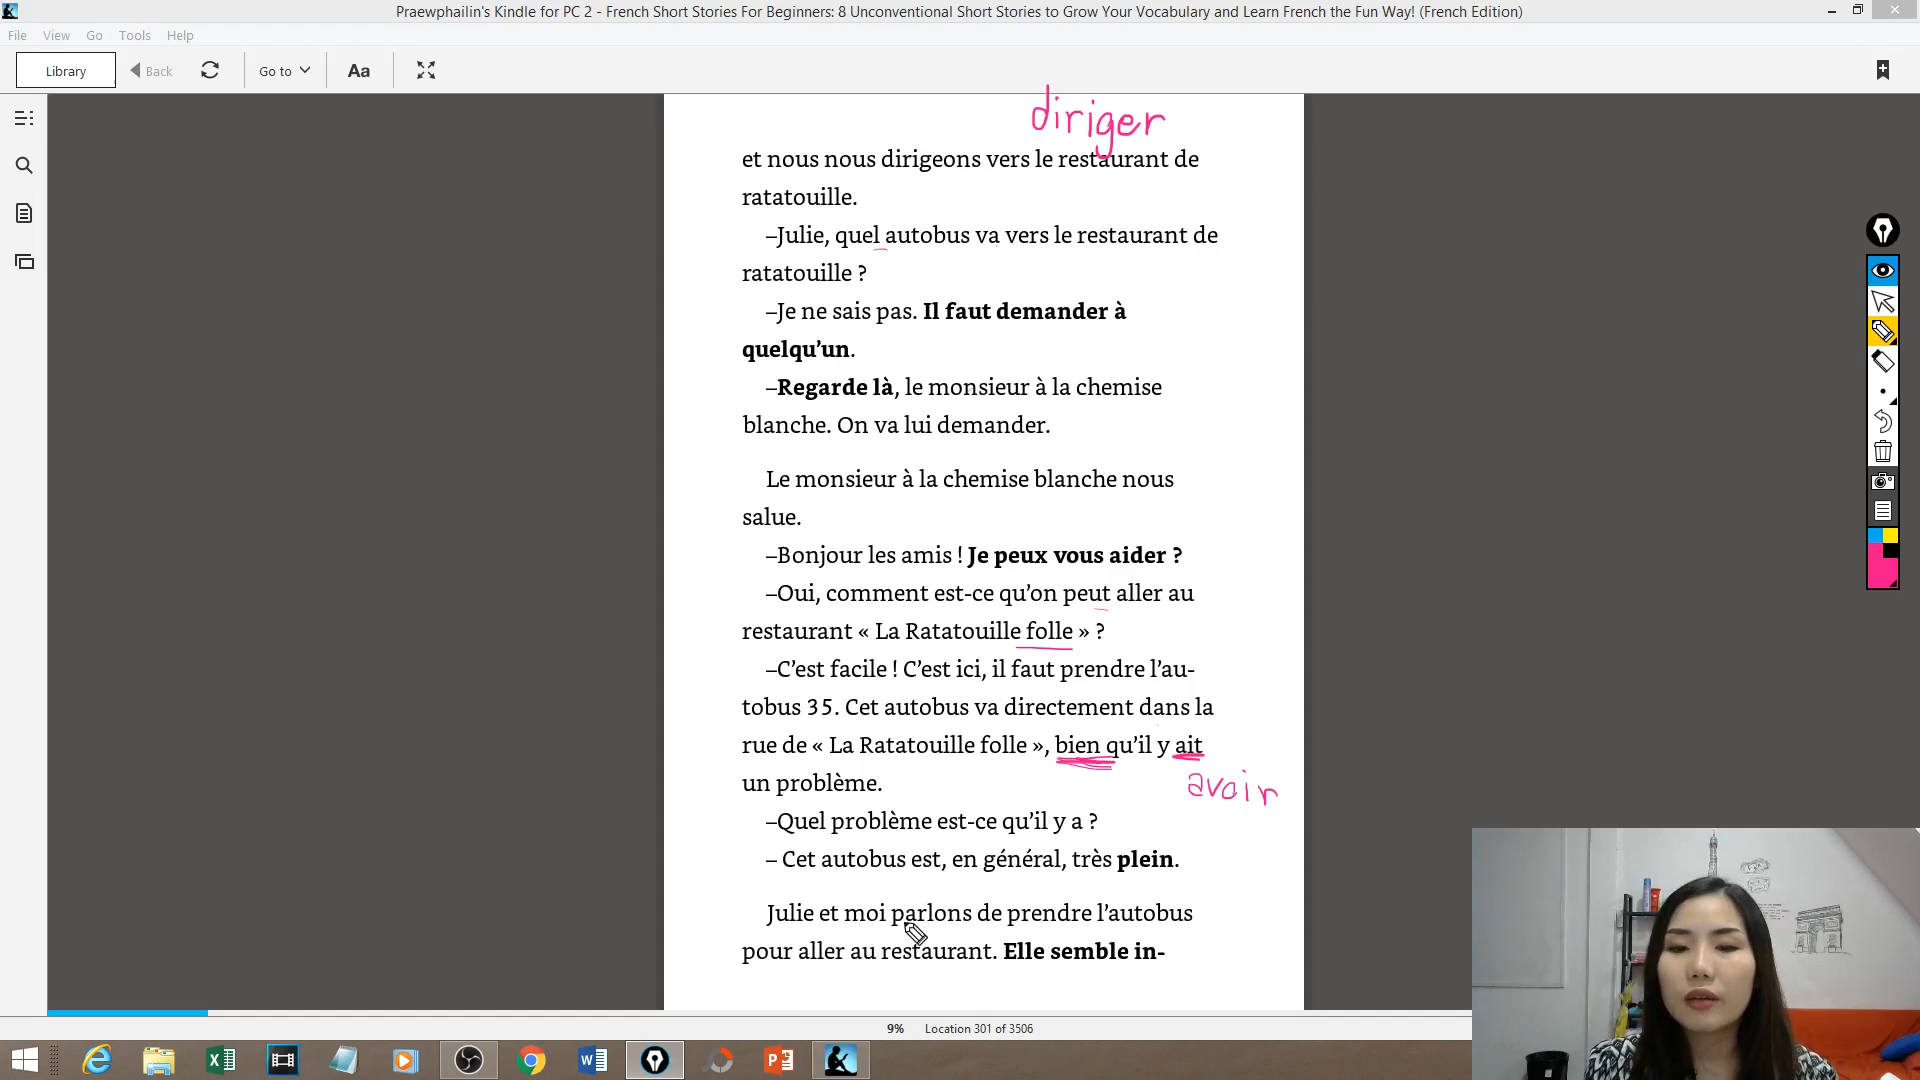 Praewphailin's Kindle for PC 2 - French Short Stories For Beginners: 8 Unconventional Short Stories to Grow Your Vocabulary and Learn French the Fun Way! (French Edition)
File View Go Tools Help
Library Back Go to Aa
diriger
et nous nous dirigeons vers le restaurant de
ratatouille.
–Julie, quel autobus va vers le restaurant de
ratatouille ?
–Je ne sais pas. Il faut demander à
quelqu’un.
–Regarde là, le monsieur à la chemise
blanche. On va lui demander.
Le monsieur à la chemise blanche nous
salue.
–Bonjour les amis ! Je peux vous aider ?
–Oui, comment est-ce qu’on peut aller au
restaurant « La Ratatouille folle » ?
–C’est facile ! C’est ici, il faut prendre l’au-
tobus 35. Cet autobus va directement dans la
rue de « La Ratatouille folle », bien qu’il y ait
un problème.
avoir
–Quel problème est-ce qu’il y a ?
– Cet autobus est, en général, très plein.
Julie et moi parlons de prendre l’autobus
pour aller au restaurant. Elle semble in-
9% Location 301 of 3506